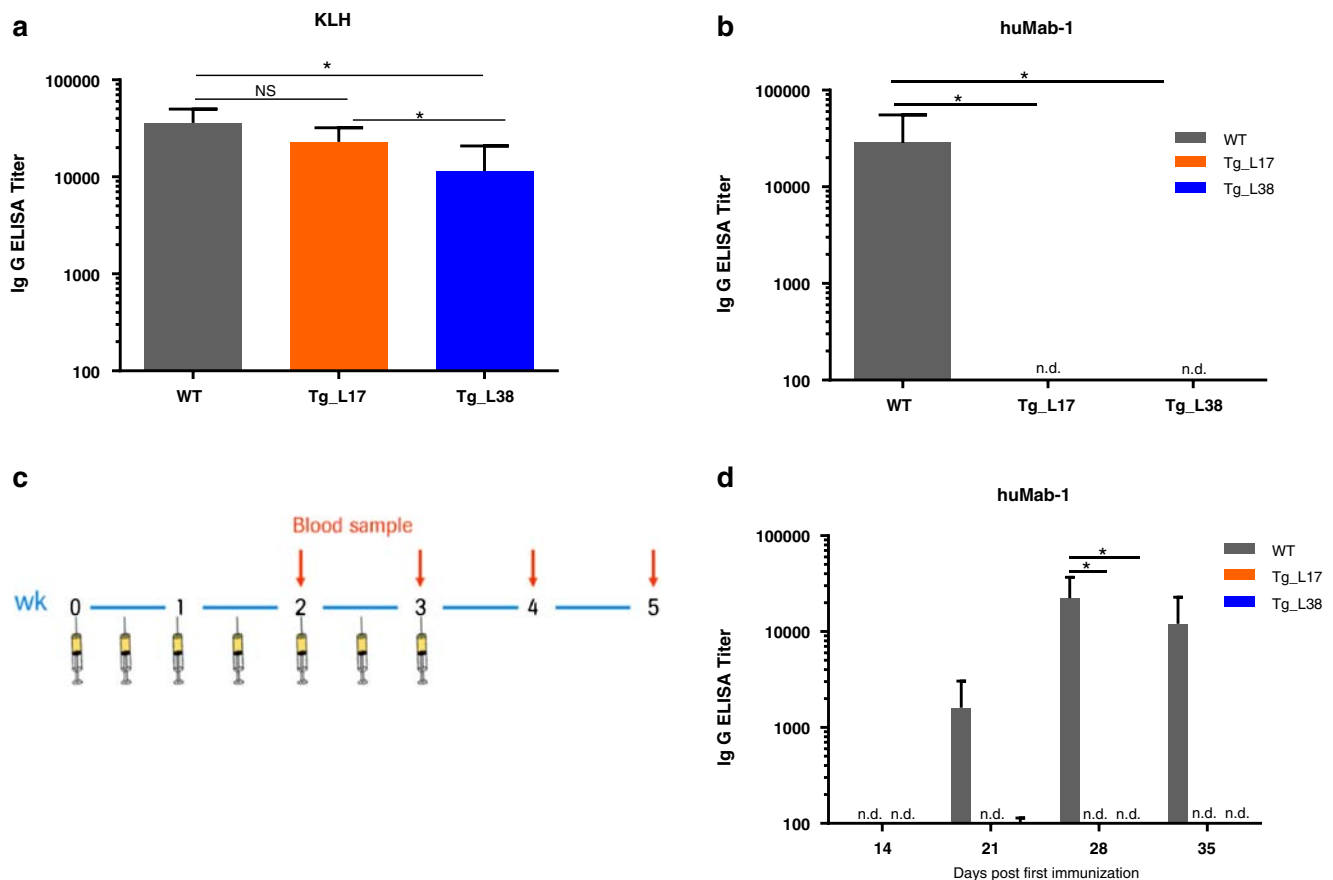 a
KLH
Ig G ELISA Titer
100000
10000
1000
100
*
NS
*
WT
Tg_L17
Tg_L38
b
huMab-1
Ig G ELISA Titer
100000
10000
1000
100
*
*
n.d.
n.d.
WT
Tg_L17
Tg_L38
WT
Tg_L17
Tg_L38
c
Blood sample
wk 0 1 2 3 4 5
d
huMab-1
Ig G ELISA Titer
100000
10000
1000
100
*
*
WT
Tg_L17
Tg_L38
n.d. n.d. n.d. n.d. n.d. n.d. n.d.
14 21 28 35
Days post first immunization